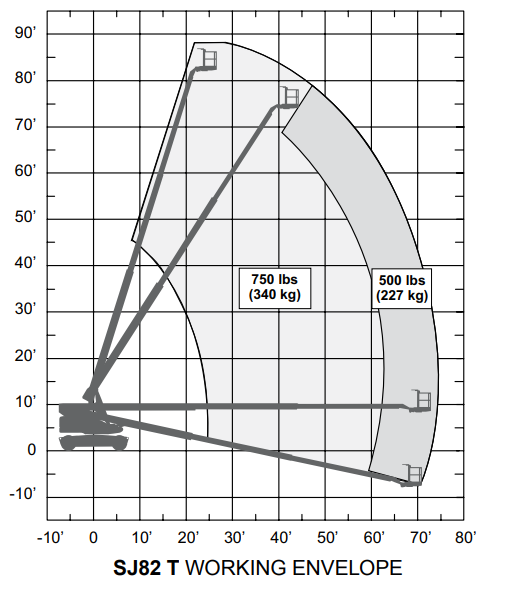 90’
80’
70’
60’
50’
40’
30’
20’
10’
0
-10’
750 lbs
(340 kg)
500 lbs
(227 kg)
-10’ 0 10’ 20’ 30’ 40’ 50’ 60’ 70’ 80’
SJ82 T WORKING ENVELOPE